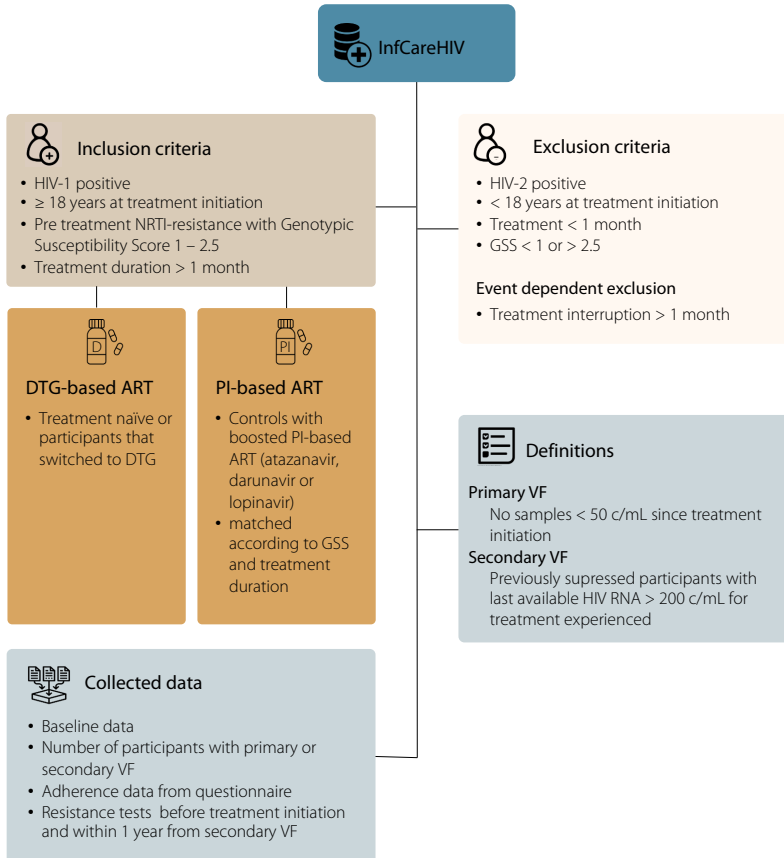 InfCareHIV
Inclusion criteria
• HIV-1 positive
• ≥ 18 years at treatment initiation
• Pre treatment NRTI-resistance with Genotypic
Susceptibility Score 1 – 2.5
• Treatment duration > 1 month
Exclusion criteria
• HIV-2 positive
• < 18 years at treatment initiation
• Treatment < 1 month
• GSS < 1 or > 2.5
Event dependent exclusion
• Treatment interruption > 1 month
D
DTG-based ART
• Treatment naïve or
participants that
switched to DTG
PI
PI-based ART
• Controls with
boosted PI-based
ART (atazanavir,
darunavir or
lopinavir)
• matched
according to GSS
and treatment
duration
Definitions
Primary VF
No samples < 50 c/mL since treatment
initiation
Secondary VF
Previously supressed participants with
last available HIV RNA > 200 c/mL for
treatment experienced
Collected data
• Baseline data
• Number of participants with primary or
secondary VF
• Adherence data from questionnaire
• Resistance tests before treatment initiation
and within 1 year from secondary VF